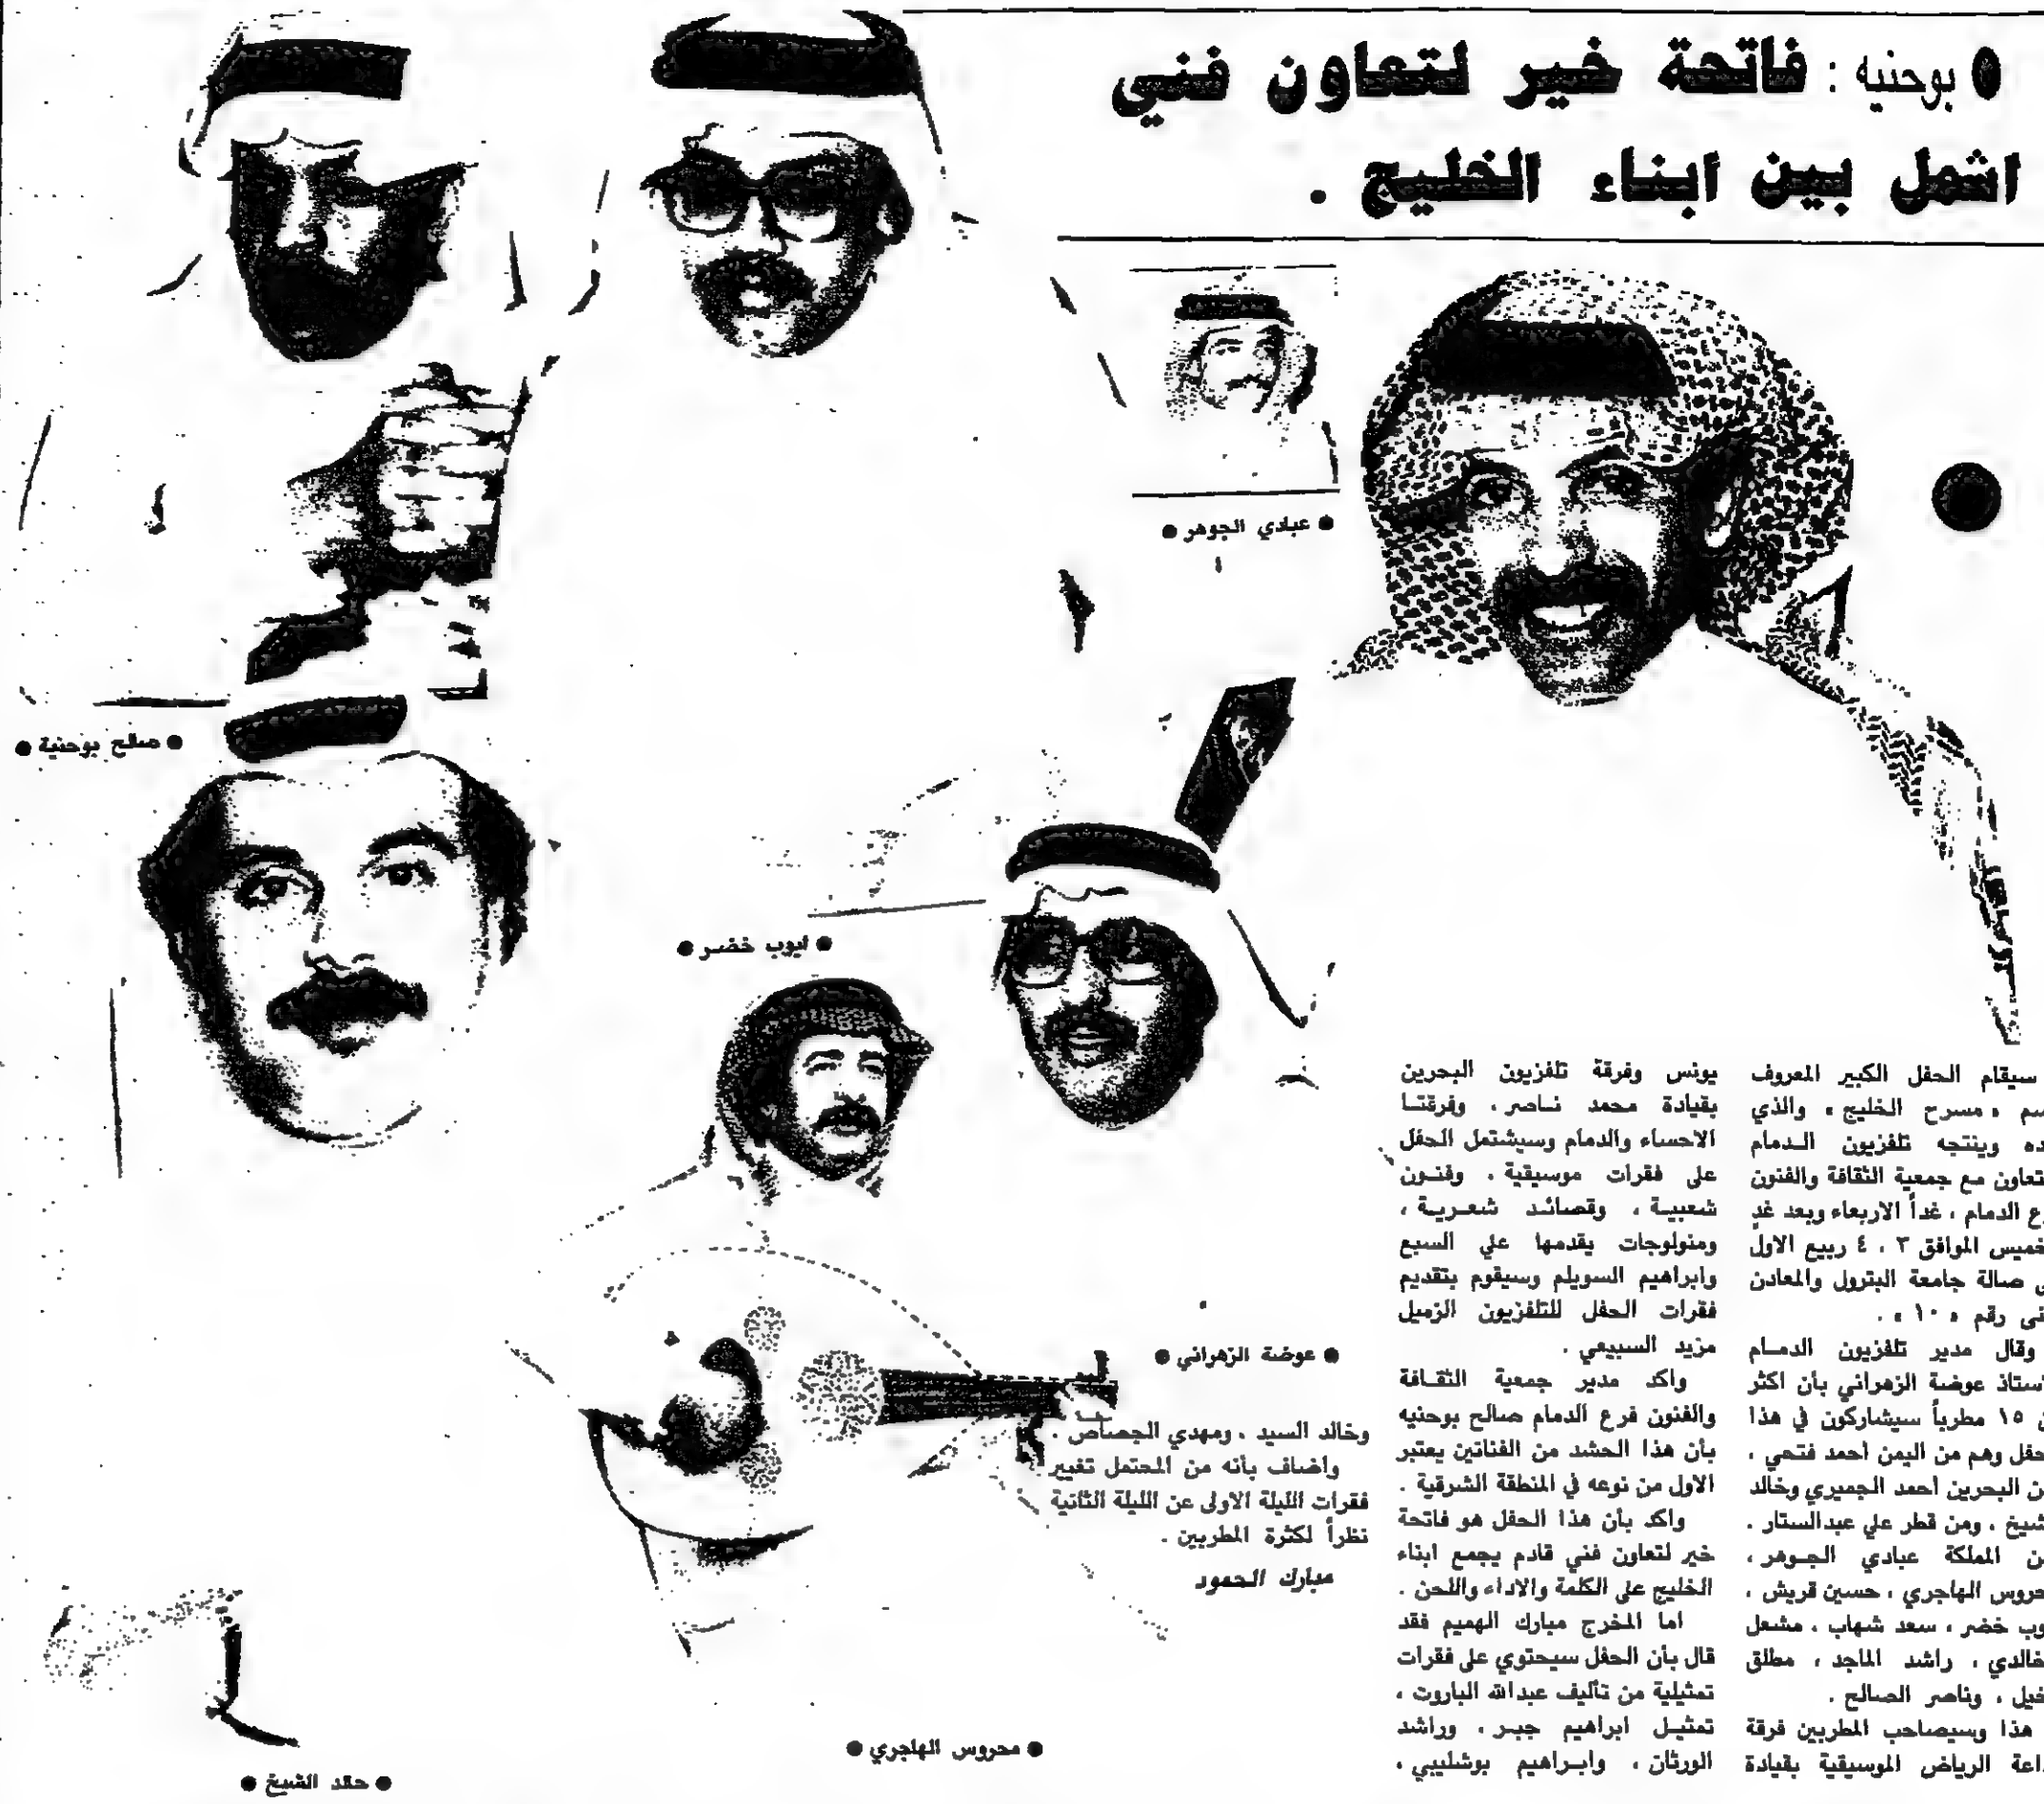 ● بوحنيه : فاتحة خير لتعاون فني
اشمل بين ابناء الخليج .
● عبادي الجوهر ●
● صالح بوحنية ●
● ايوب خضر ●
● عوضة الزهراني ●
● محروس الهاجري ●
● خالد الشيخ ●
سيقام الحفل الكبير المعروف
« مسرح الخليج » والذي
وينتجه تلفزيون الدمام
مع جمعية الثقافة والفنون
الدمام ، غداً الاربعاء وبعد غدٍ
الموافق ٣ ، ٤ ربيع الاول
صالة جامعة البترول والمعادن
رقم « ١٠ » .
وقال مدير تلفزيون الدمام
عوضة الزهراني بأن اكثر
١٥ مطرباً سيشاركون في هذا
وهم من اليمن احمد فتحي ،
البحرين احمد الجميري وخالد
، ومن قطر علي عبدالستار .
المملكة عبادي الجوهر ،
الهاجري ، حسين قريش ،
خضر ، سعد شهاب ، مشعل
، راشد الماجد ، مطلق
، وناصر الصالح .
هذا وسيصاحب المطربين فرقة
الرياض الموسيقية بقيادة
يونس وفرقة تلفزيون البحرين
بقيادة محمد ناصر ، وفرقتا
الاحساء والدمام وسيشتمل الحفل
على فقرات موسيقية ، وفنون
شعبية ، وقصائد شعرية ،
ومنولوجات يقدمها علي السبع
وابراهيم السويلم وسيقوم بتقديم
فقرات الحفل للتلفزيون الزميل
مزيد السبيعي .
واكد مدير جمعية الثقافة
والفنون فرع الدمام صالح بوحنيه
بأن هذا الحشد من الفنانين يعتبر
الاول من نوعه في المنطقة الشرقية .
واكد بأن هذا الحفل هو فاتحة
خير لتعاون فني قادم يجمع ابناء
الخليج على الكلمة والاداء واللحن .
اما المخرج مبارك الهميم فقد
قال بأن الحفل سيحتوي على فقرات
تمثيلية من تأليف عبدالله الباروت ،
تمثيل ابراهيم جبر ، وراشد
الورثان ، وابراهيم بوشليبي ،
وخالد السيد ، ومهدي الجصاص .
واضاف بأنه من المحتمل تغيير
فقرات الليلة الاولى عن الليلة الثانية
نظراً لكثرة المطربين .
مبارك الحمود